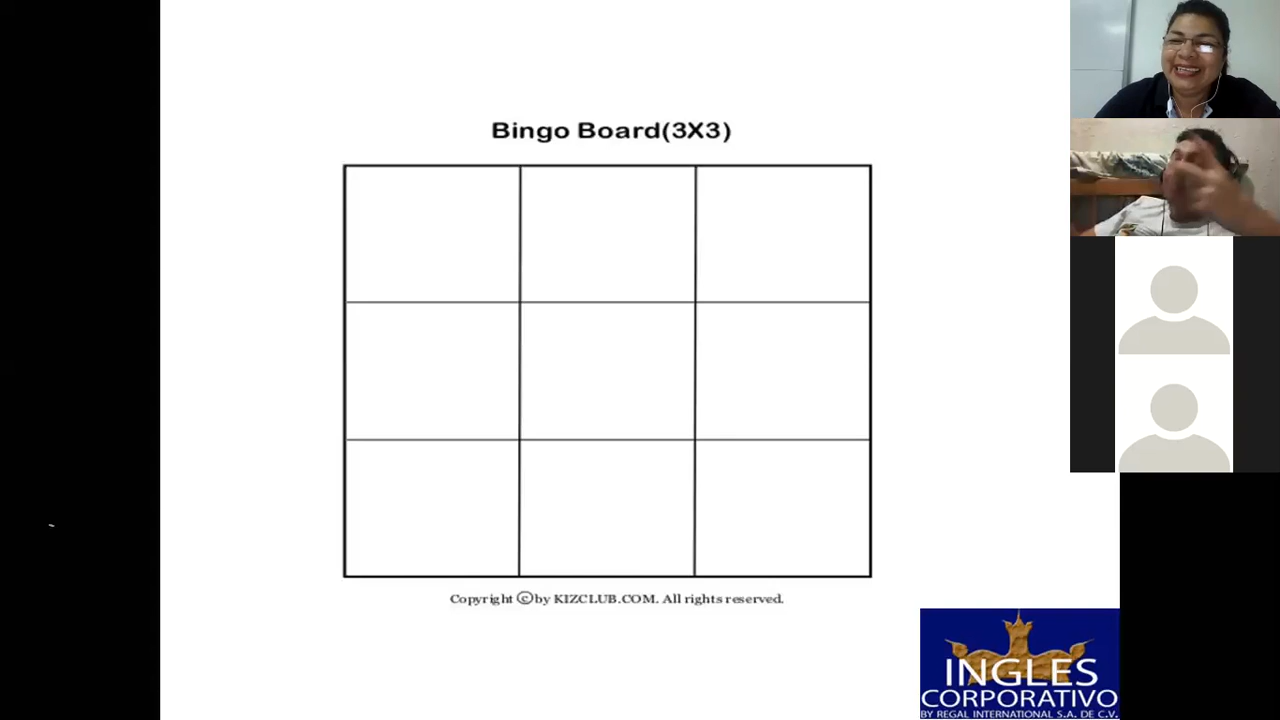 Bingo Board(3X3)
Copyright ©by KIZCLUB.COM. All rights reserved.
INGLES
CORPORATIVO
BY REGAL INTERNATIONAL S.A. DE C.V.